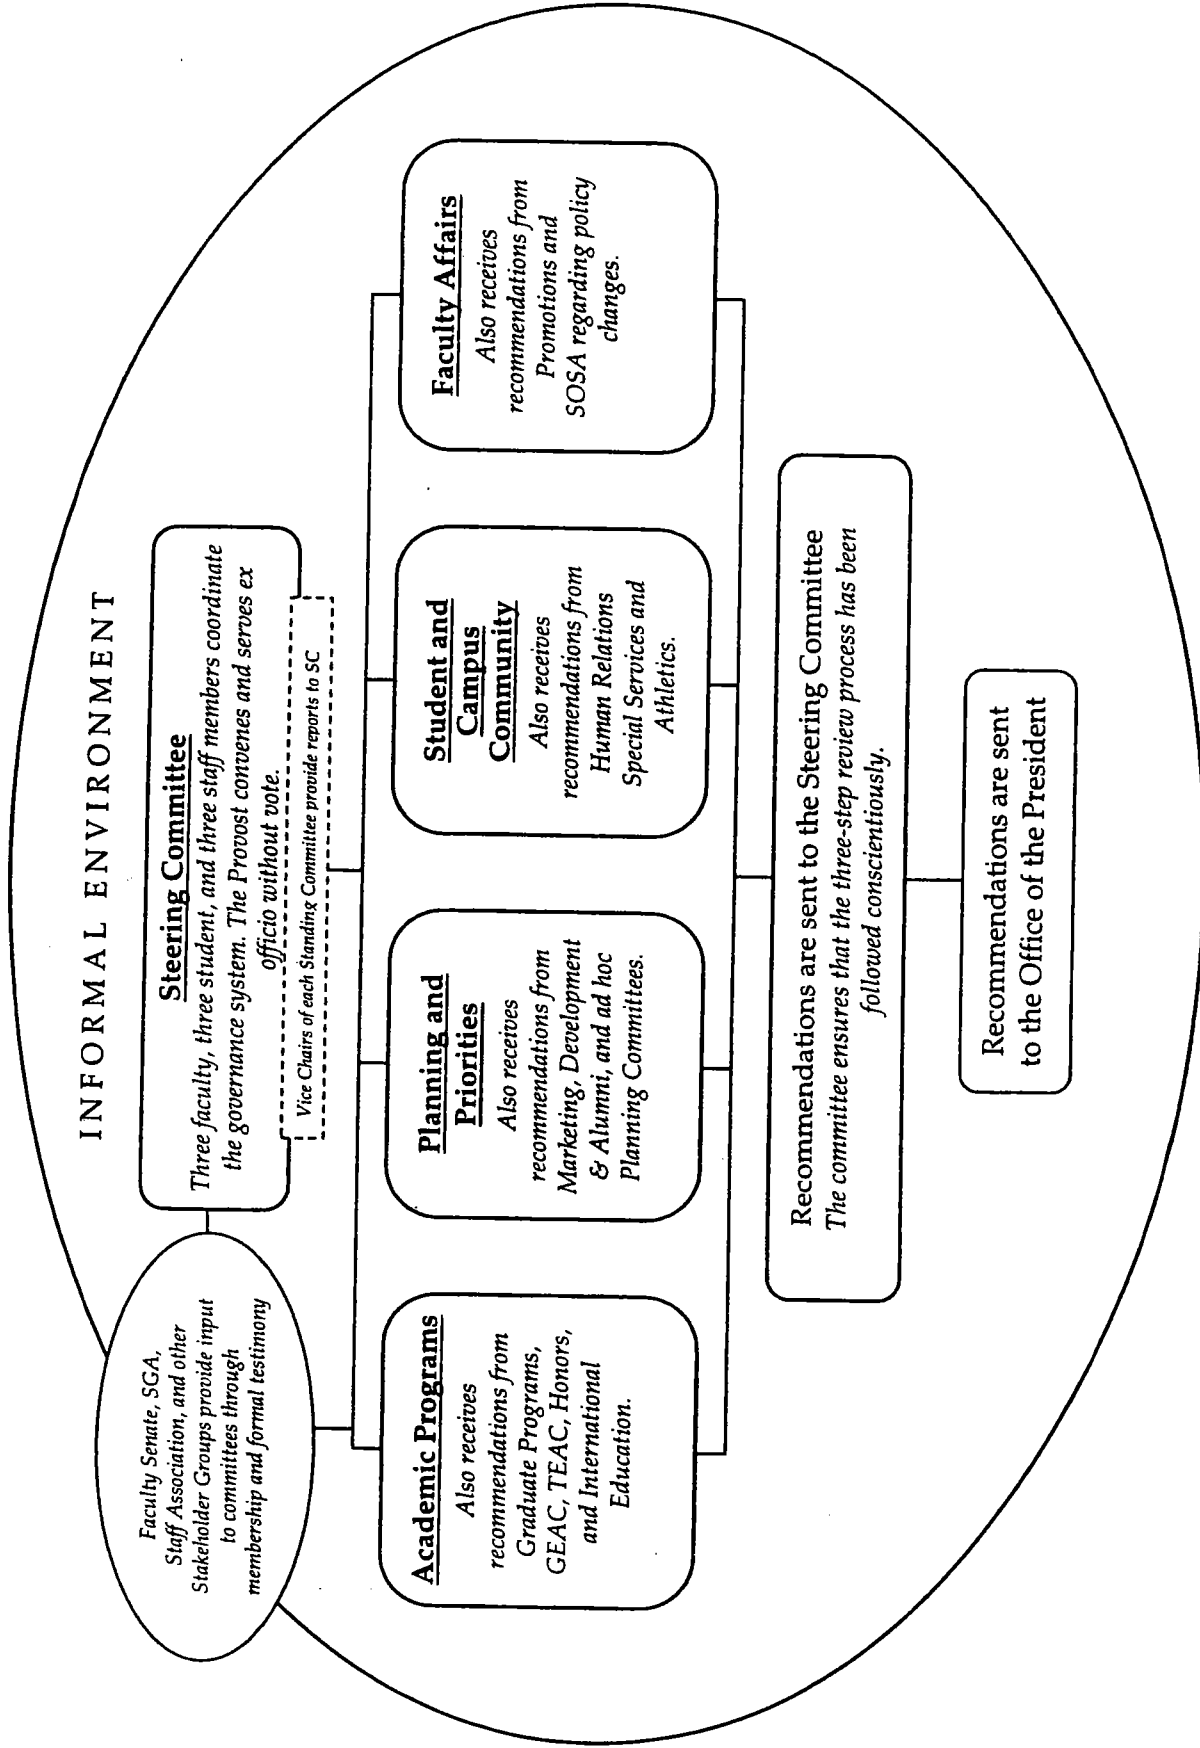 INFORMAL ENVIRONMENT
Faculty Senate, SGA,
Staff Association, and other
Stakeholder Groups provide input
to committees through
membership and formal testimony
Steering Committee
Three faculty, three student, and three staff members coordinate
the governance system. The Provost convenes and serves ex
officio without vote.
Vice Chairs of each Standing Committee provide reports to SC
Academic Programs
Also receives
recommendations from
Graduate Programs,
GEAC, TEAC, Honors,
and International
Education.
Planning and
Priorities
Also receives
recommendations from
Marketing, Development
& Alumni, and ad hoc
Planning Committees.
Student and
Campus
Community
Also receives
recommendations from
Human Relations
Special Services and
Athletics.
Faculty Affairs
Also receives
recommendations from
Promotions and
SOSA regarding policy
changes.
Recommendations are sent to the Steering Committee
The committee ensures that the three-step review process has been
followed conscientiously.
Recommendations are sent
to the Office of the President